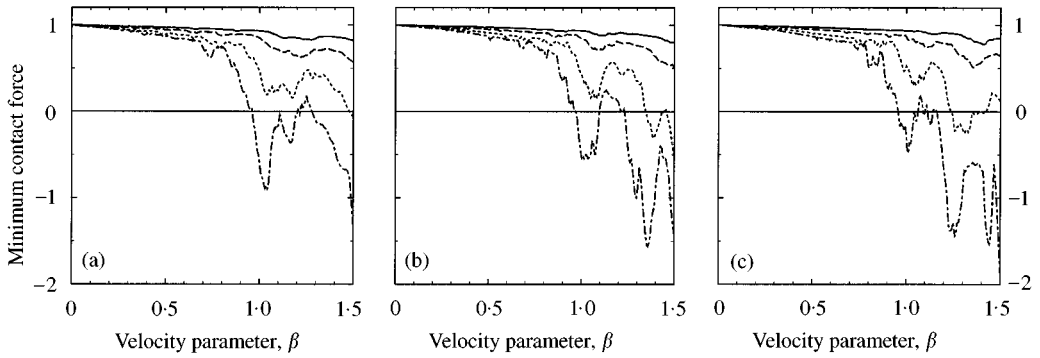 1 1
0 0
−1 −1
−2 −2
Minimum contact force
(a) (b) (c)
0 0·5 1·0 1·5 0 0·5 1·0 1·5 0 0·5 1·0 1·5
Velocity parameter, β Velocity parameter, β Velocity parameter, β